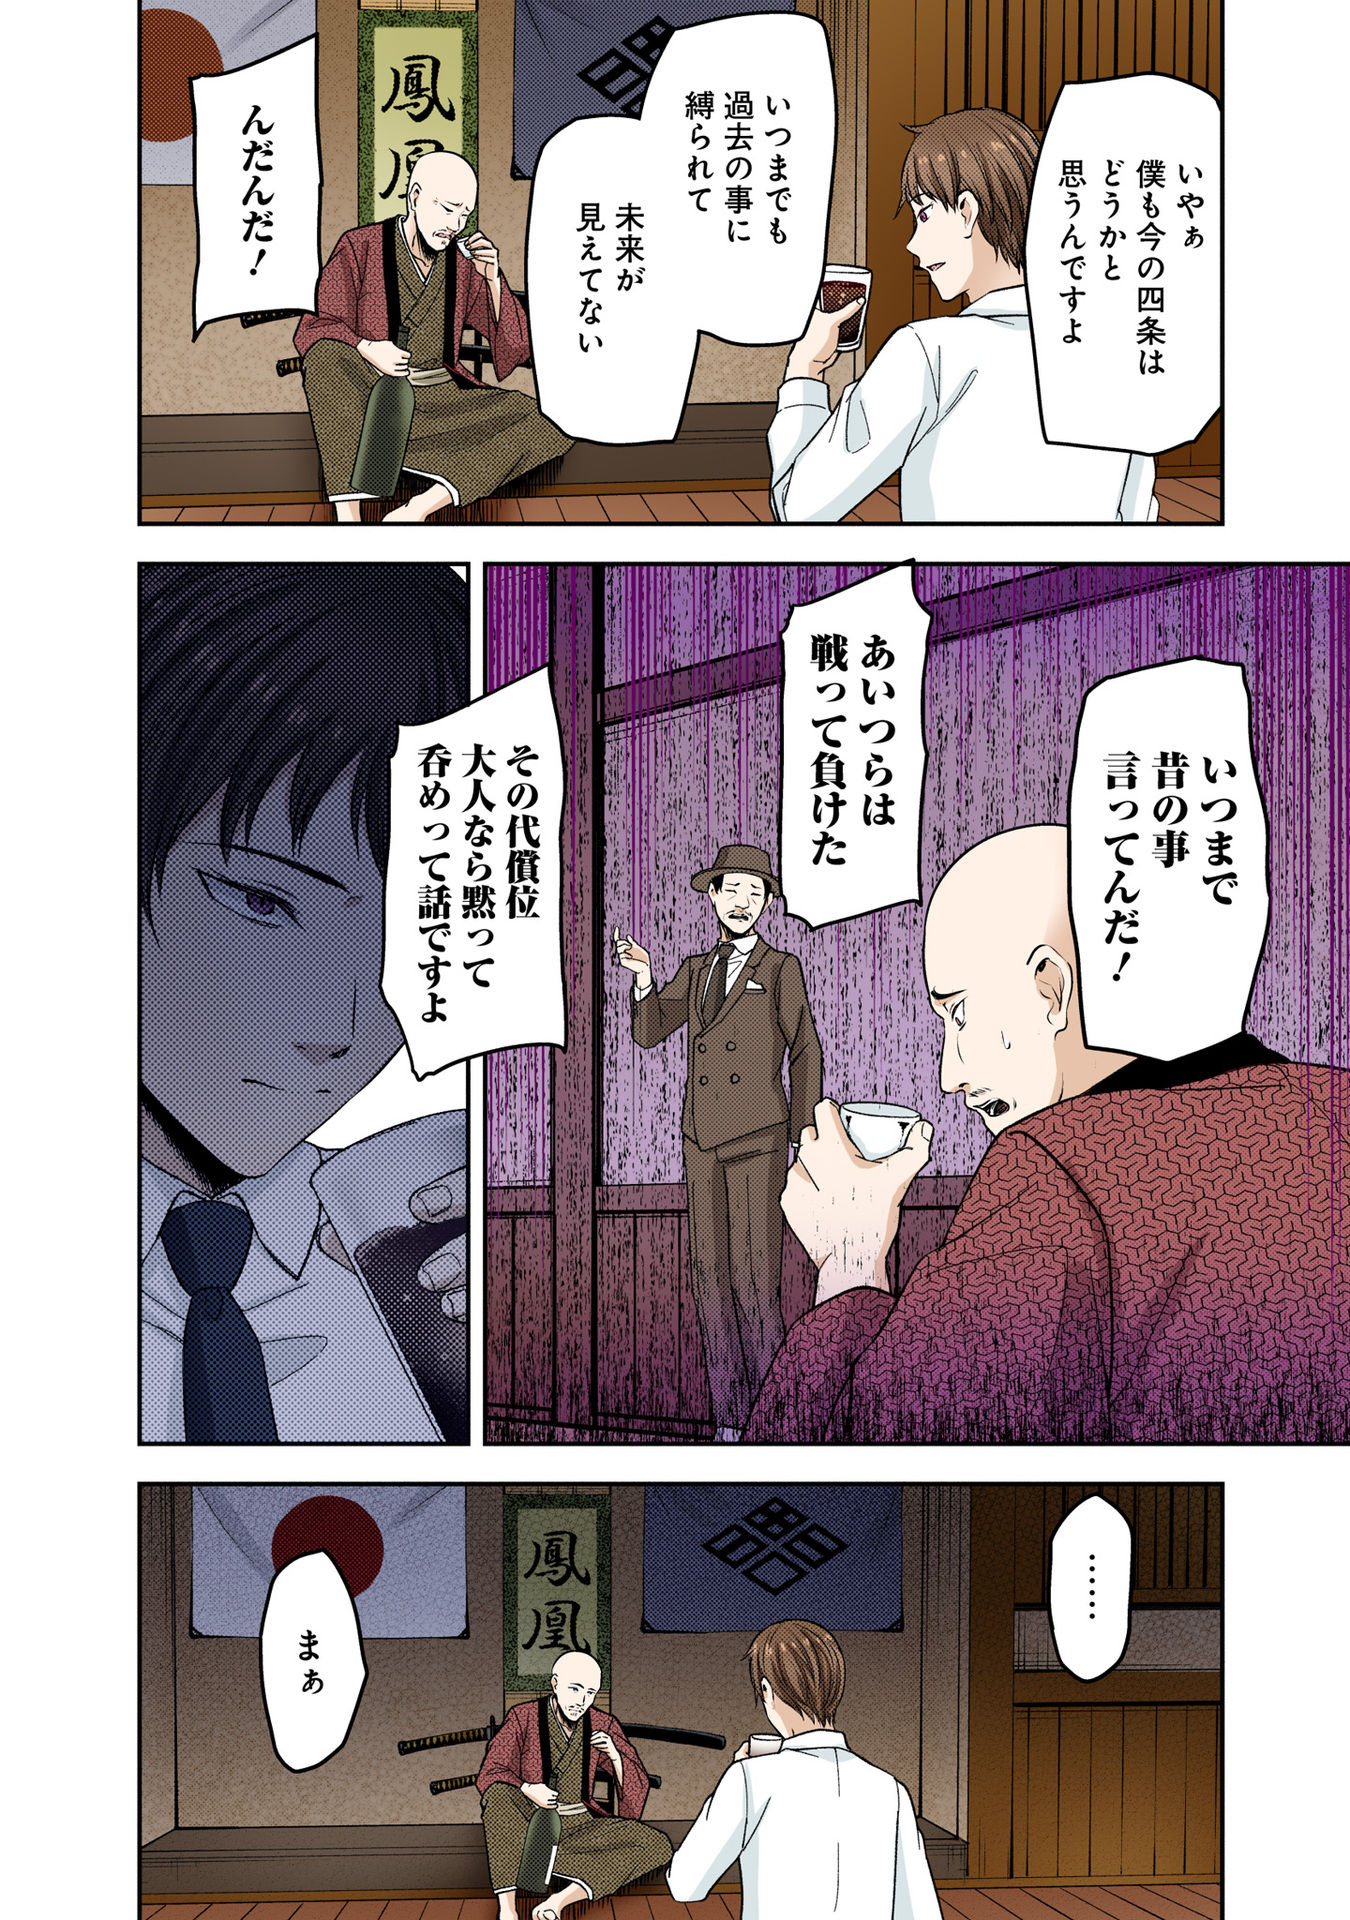 いやぁ
僕も今の四条は
どうかと
思うんですよ
いつまでも
過去の事に
縛られて
未来が
見えてない
んだんだ！
鳳凰
いつまで
昔の事
言ってんだ！
あいつらは
戦って負けた
その代償位
大人なら黙って
呑めって話ですよ
……
鳳凰
まぁ